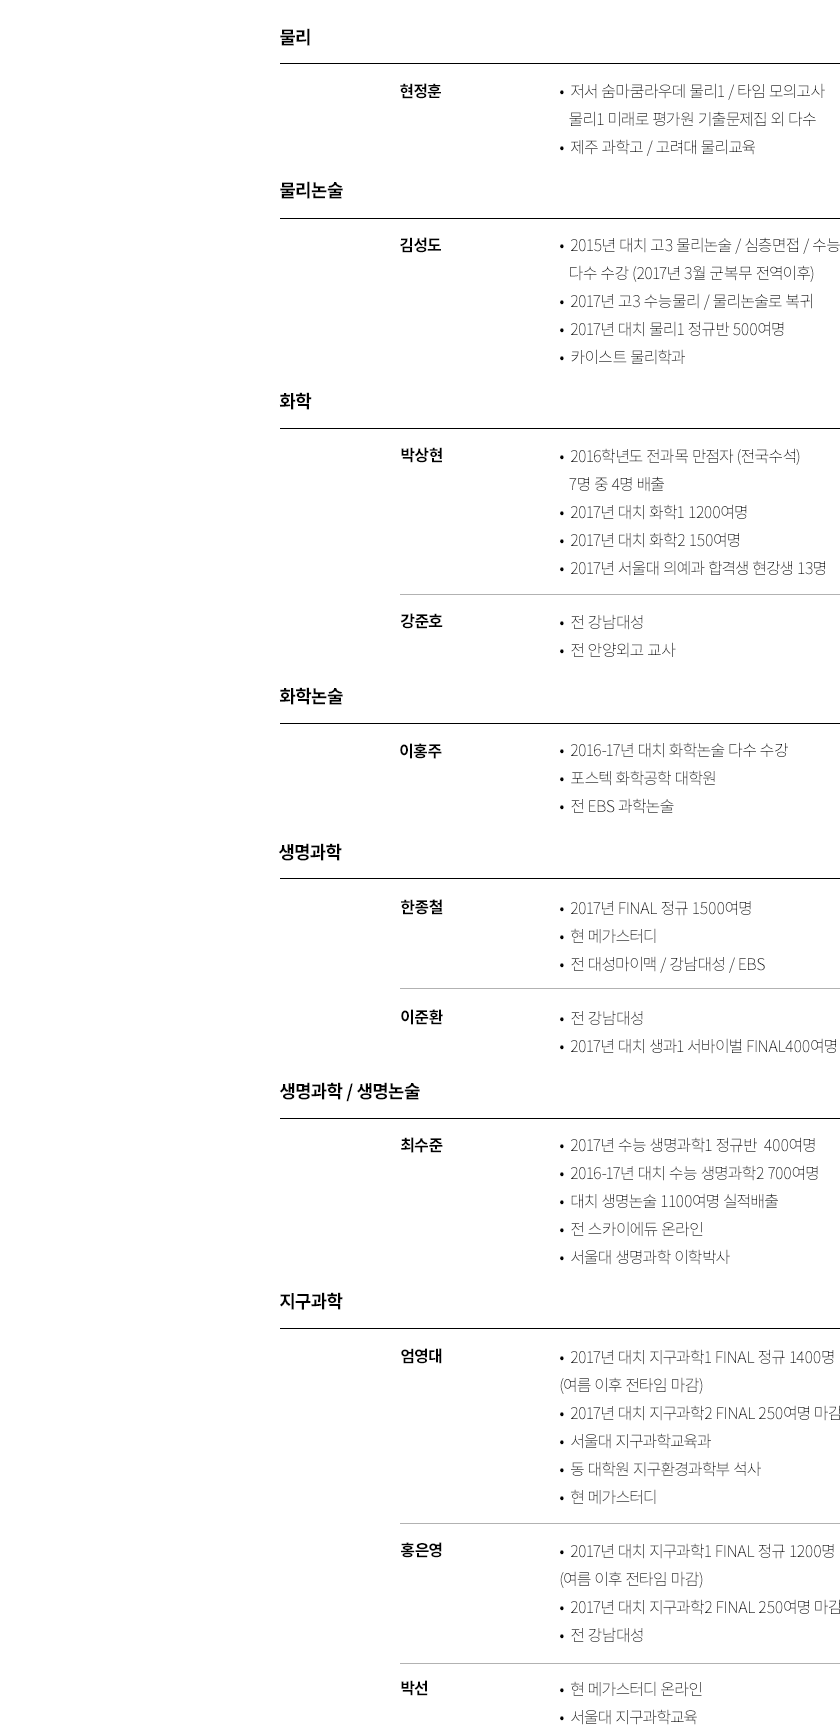 물리
현정훈
• 저서 숨마쿰라우데 물리1 / 타임 모의고사
물리1 미래로 평가원 기출문제집 외 다수
• 제주 과학고 / 고려대 물리교육
물리논술
김성도
• 2015년 대치 고3 물리논술 / 심층면접 / 수능
다수 수강 (2017년 3월 군복무 전역이후)
• 2017년 고3 수능물리 / 물리논술로 복귀
• 2017년 대치 물리1 정규반 500여명
• 카이스트 물리학과
화학
박상현
• 2016학년도 전과목 만점자 (전국수석)
7명 중 4명 배출
• 2017년 대치 화학1 1200여명
• 2017년 대치 화학2 150여명
• 2017년 서울대 의예과 합격생 현강생 13명
강준호
• 전 강남대성
• 전 안양외고 교사
화학논술
이홍주
• 2016-17년 대치 화학논술 다수 수강
• 포스텍 화학공학 대학원
• 전 EBS 과학논술
생명과학
한종철
• 2017년 FINAL 정규 1500여명
• 현 메가스터디
• 전 대성마이맥 / 강남대성 / EBS
이준환
• 전 강남대성
• 2017년 대치 생과1 서바이벌 FINAL400여명
생명과학 / 생명논술
최수준
• 2017년 수능 생명과학1 정규반 400여명
• 2016-17년 대치 수능 생명과학2 700여명
• 대치 생명논술 1100여명 실적배출
• 전 스카이에듀 온라인
• 서울대 생명과학 이학박사
지구과학
엄영대
• 2017년 대치 지구과학1 FINAL 정규 1400명
(여름 이후 전타임 마감)
• 2017년 대치 지구과학2 FINAL 250여명 마감
• 서울대 지구과학교육과
• 동 대학원 지구환경과학부 석사
• 현 메가스터디
홍은영
• 2017년 대치 지구과학1 FINAL 정규 1200명
(여름 이후 전타임 마감)
• 2017년 대치 지구과학2 FINAL 250여명 마감
• 전 강남대성
박선
• 현 메가스터디 온라인
• 서울대 지구과학교육